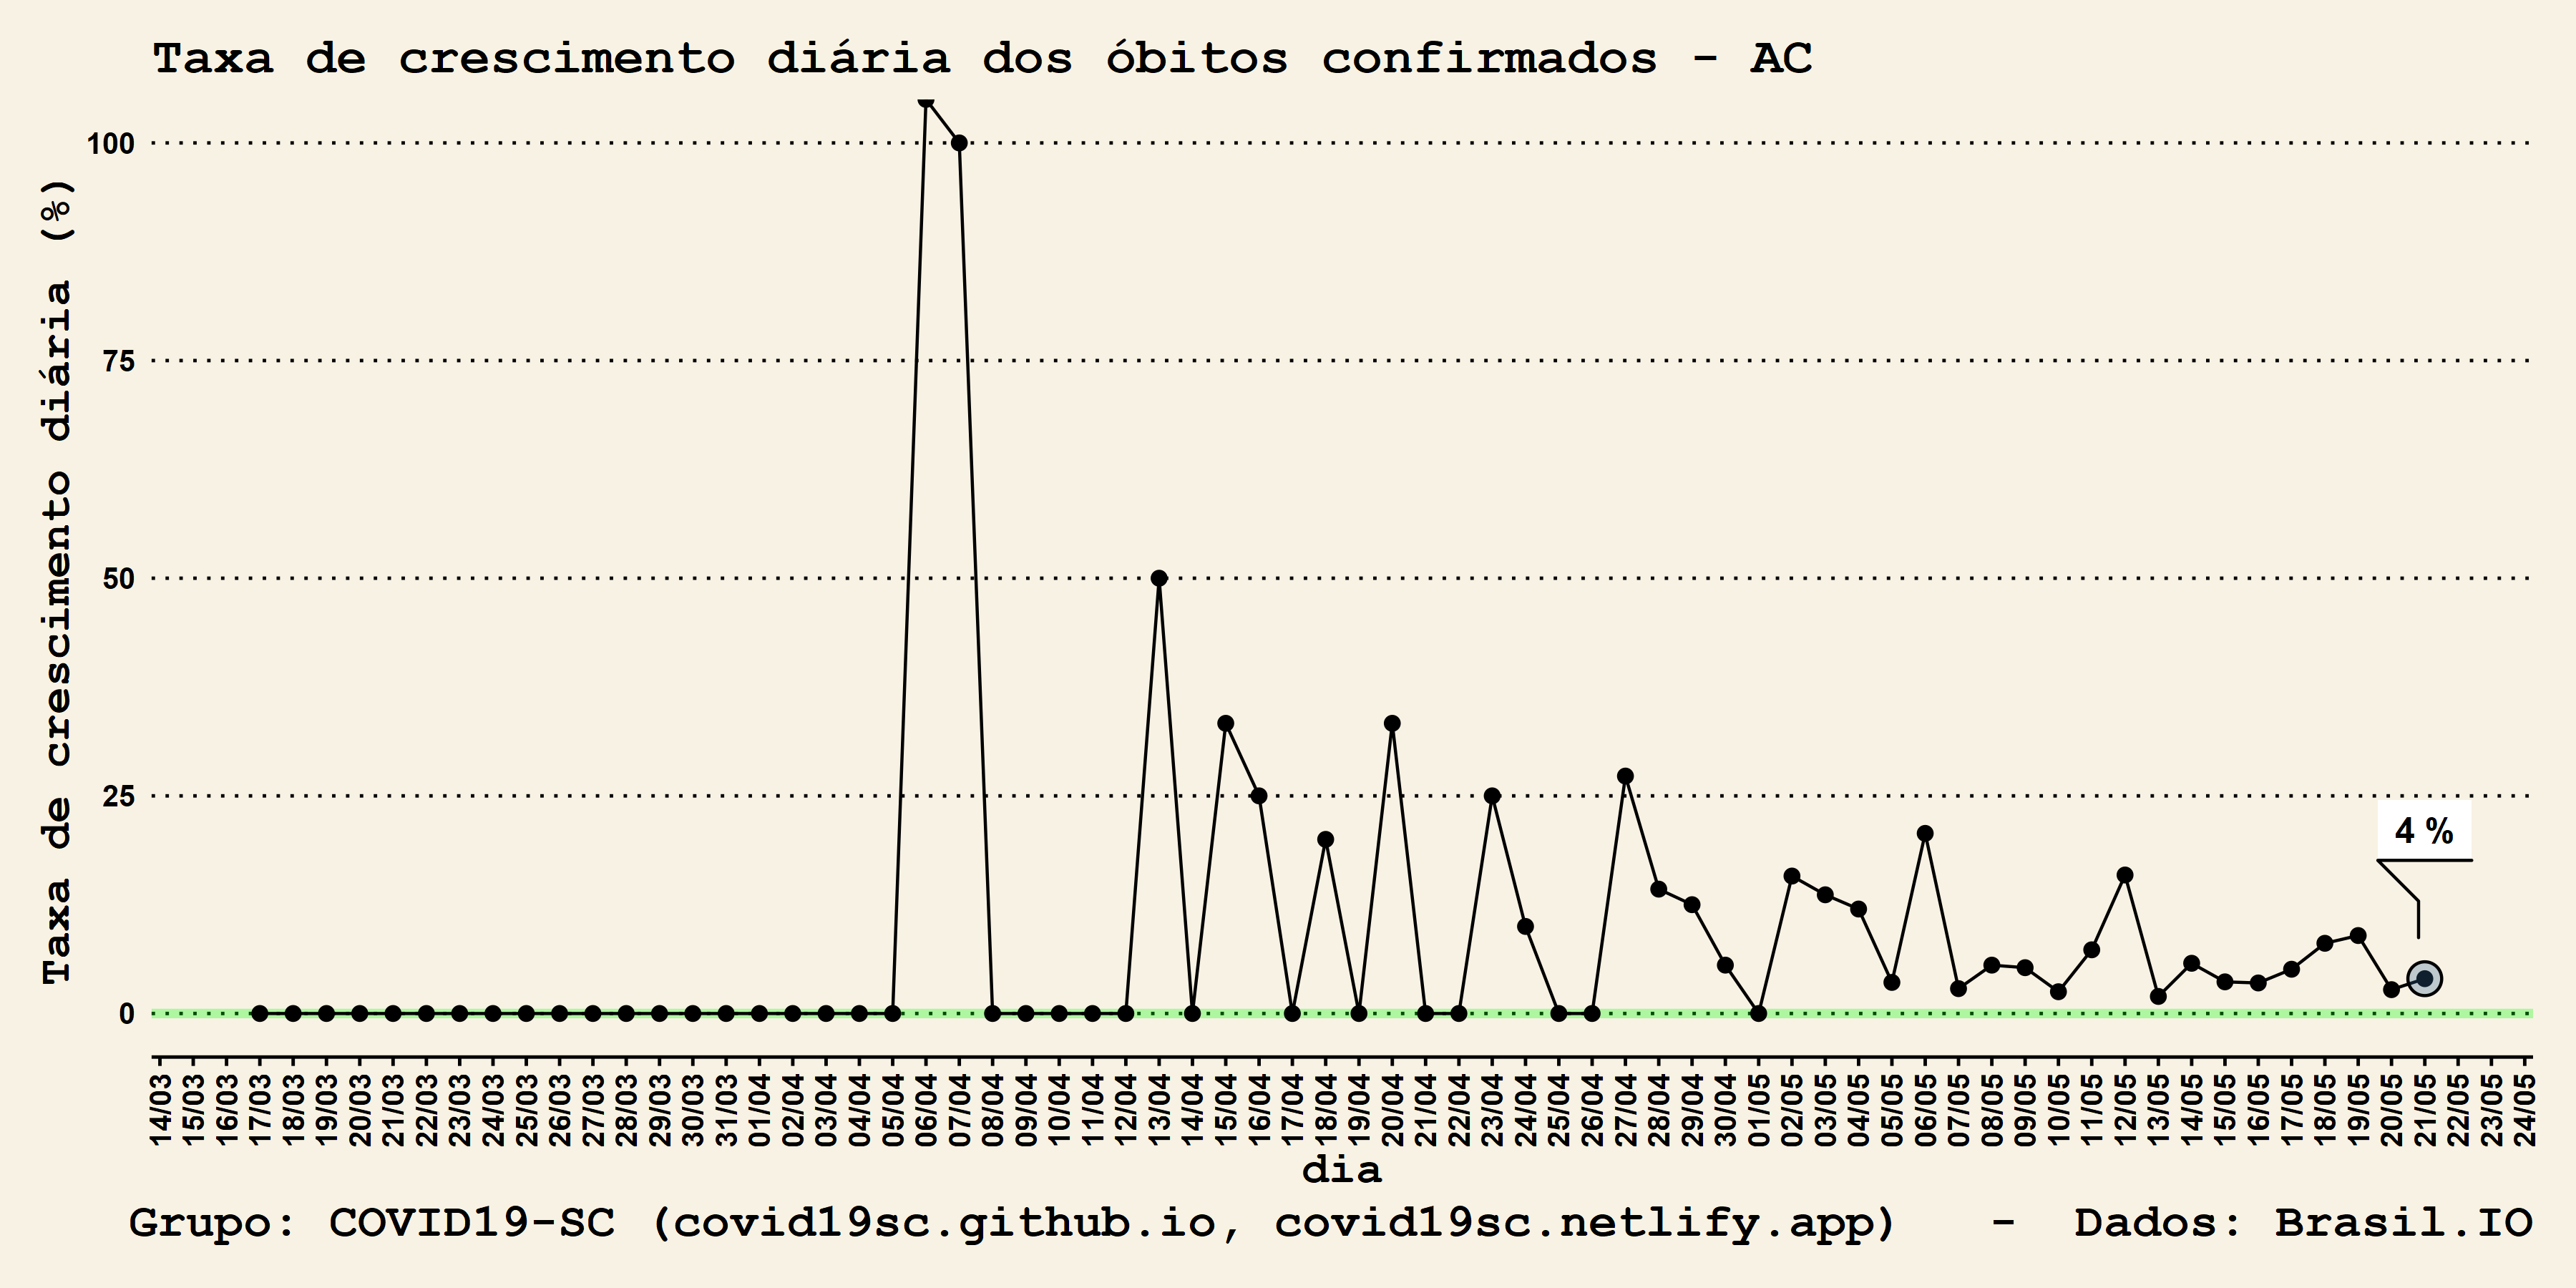 Taxa de crescimento diária dos óbitos confirmados - AC
Taxa de crescimento diária (%)
100
75
50
25
0
4 %
14/03 15/03 16/03 17/03 18/03 19/03 20/03 21/03 22/03 23/03 24/03 25/03 26/03 27/03 28/03 29/03 30/03 31/03 01/04 02/04 03/04 04/04 05/04 06/04 07/04 08/04 09/04 10/04 11/04 12/04 13/04 14/04 15/04 16/04 17/04 18/04 19/04 20/04 21/04 22/04 23/04 24/04 25/04 26/04 27/04 28/04 29/04 30/04 01/05 02/05 03/05 04/05 05/05 06/05 07/05 08/05 09/05 10/05 11/05 12/05 13/05 14/05 15/05 16/05 17/05 18/05 19/05 20/05 21/05 22/05 23/05 24/05
dia
Grupo: COVID19-SC (covid19sc.github.io, covid19sc.netlify.app) - Dados: Brasil.IO